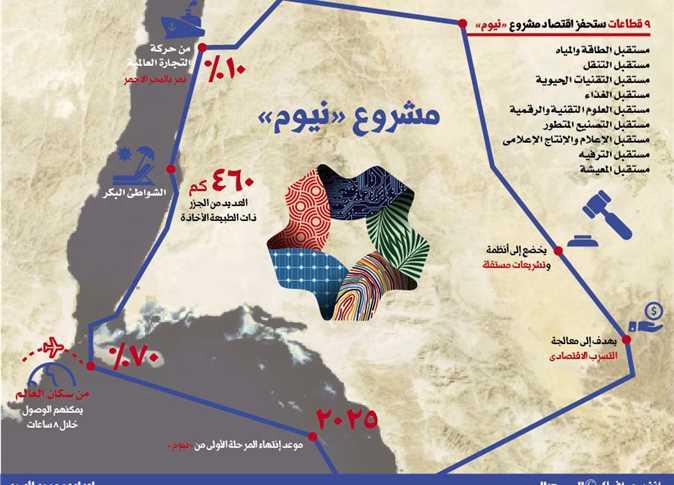 ٩ قطاعات ستحفز اقتصاد مشروع «نيوم»
مستقبل الطاقة والمياه
مستقبل التنقل
مستقبل التقنيات الحيوية
مستقبل الغذاء
مستقبل العلوم التقنية والرقمية
مستقبل التصنيع المتطور
مستقبل الإعلام والإنتاج الإعلامى
مستقبل الترفيه
مستقبل المعيشة
من حركة
التجارة العالمية
تمر بالبحر الأحمر
٪١٠
مشروع «نيوم»
الشواطئ البكر
٤٦٠ كم
العديد من الجزر
ذات الطبيعة الأخاذة
يخضع إلى أنظمة
وتشريعات مستقلة
يهدف إلى معالجة
التسرب الاقتصادى
$
٪٧٠
من سكان العالم
يمكنهم الوصول
خلال ٨ ساعات
٢٠٢٥
موعد إنتهاء المرحلة الأولى من «نيوم»